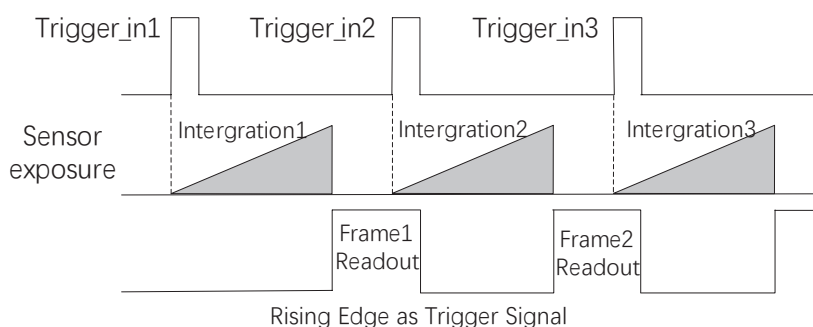 Trigger_in1 Trigger_in2 Trigger_in3
Intergration1 Intergration2 Intergration3
Sensor
exposure
Frame1
Readout
Frame2
Readout
Rising Edge as Trigger Signal